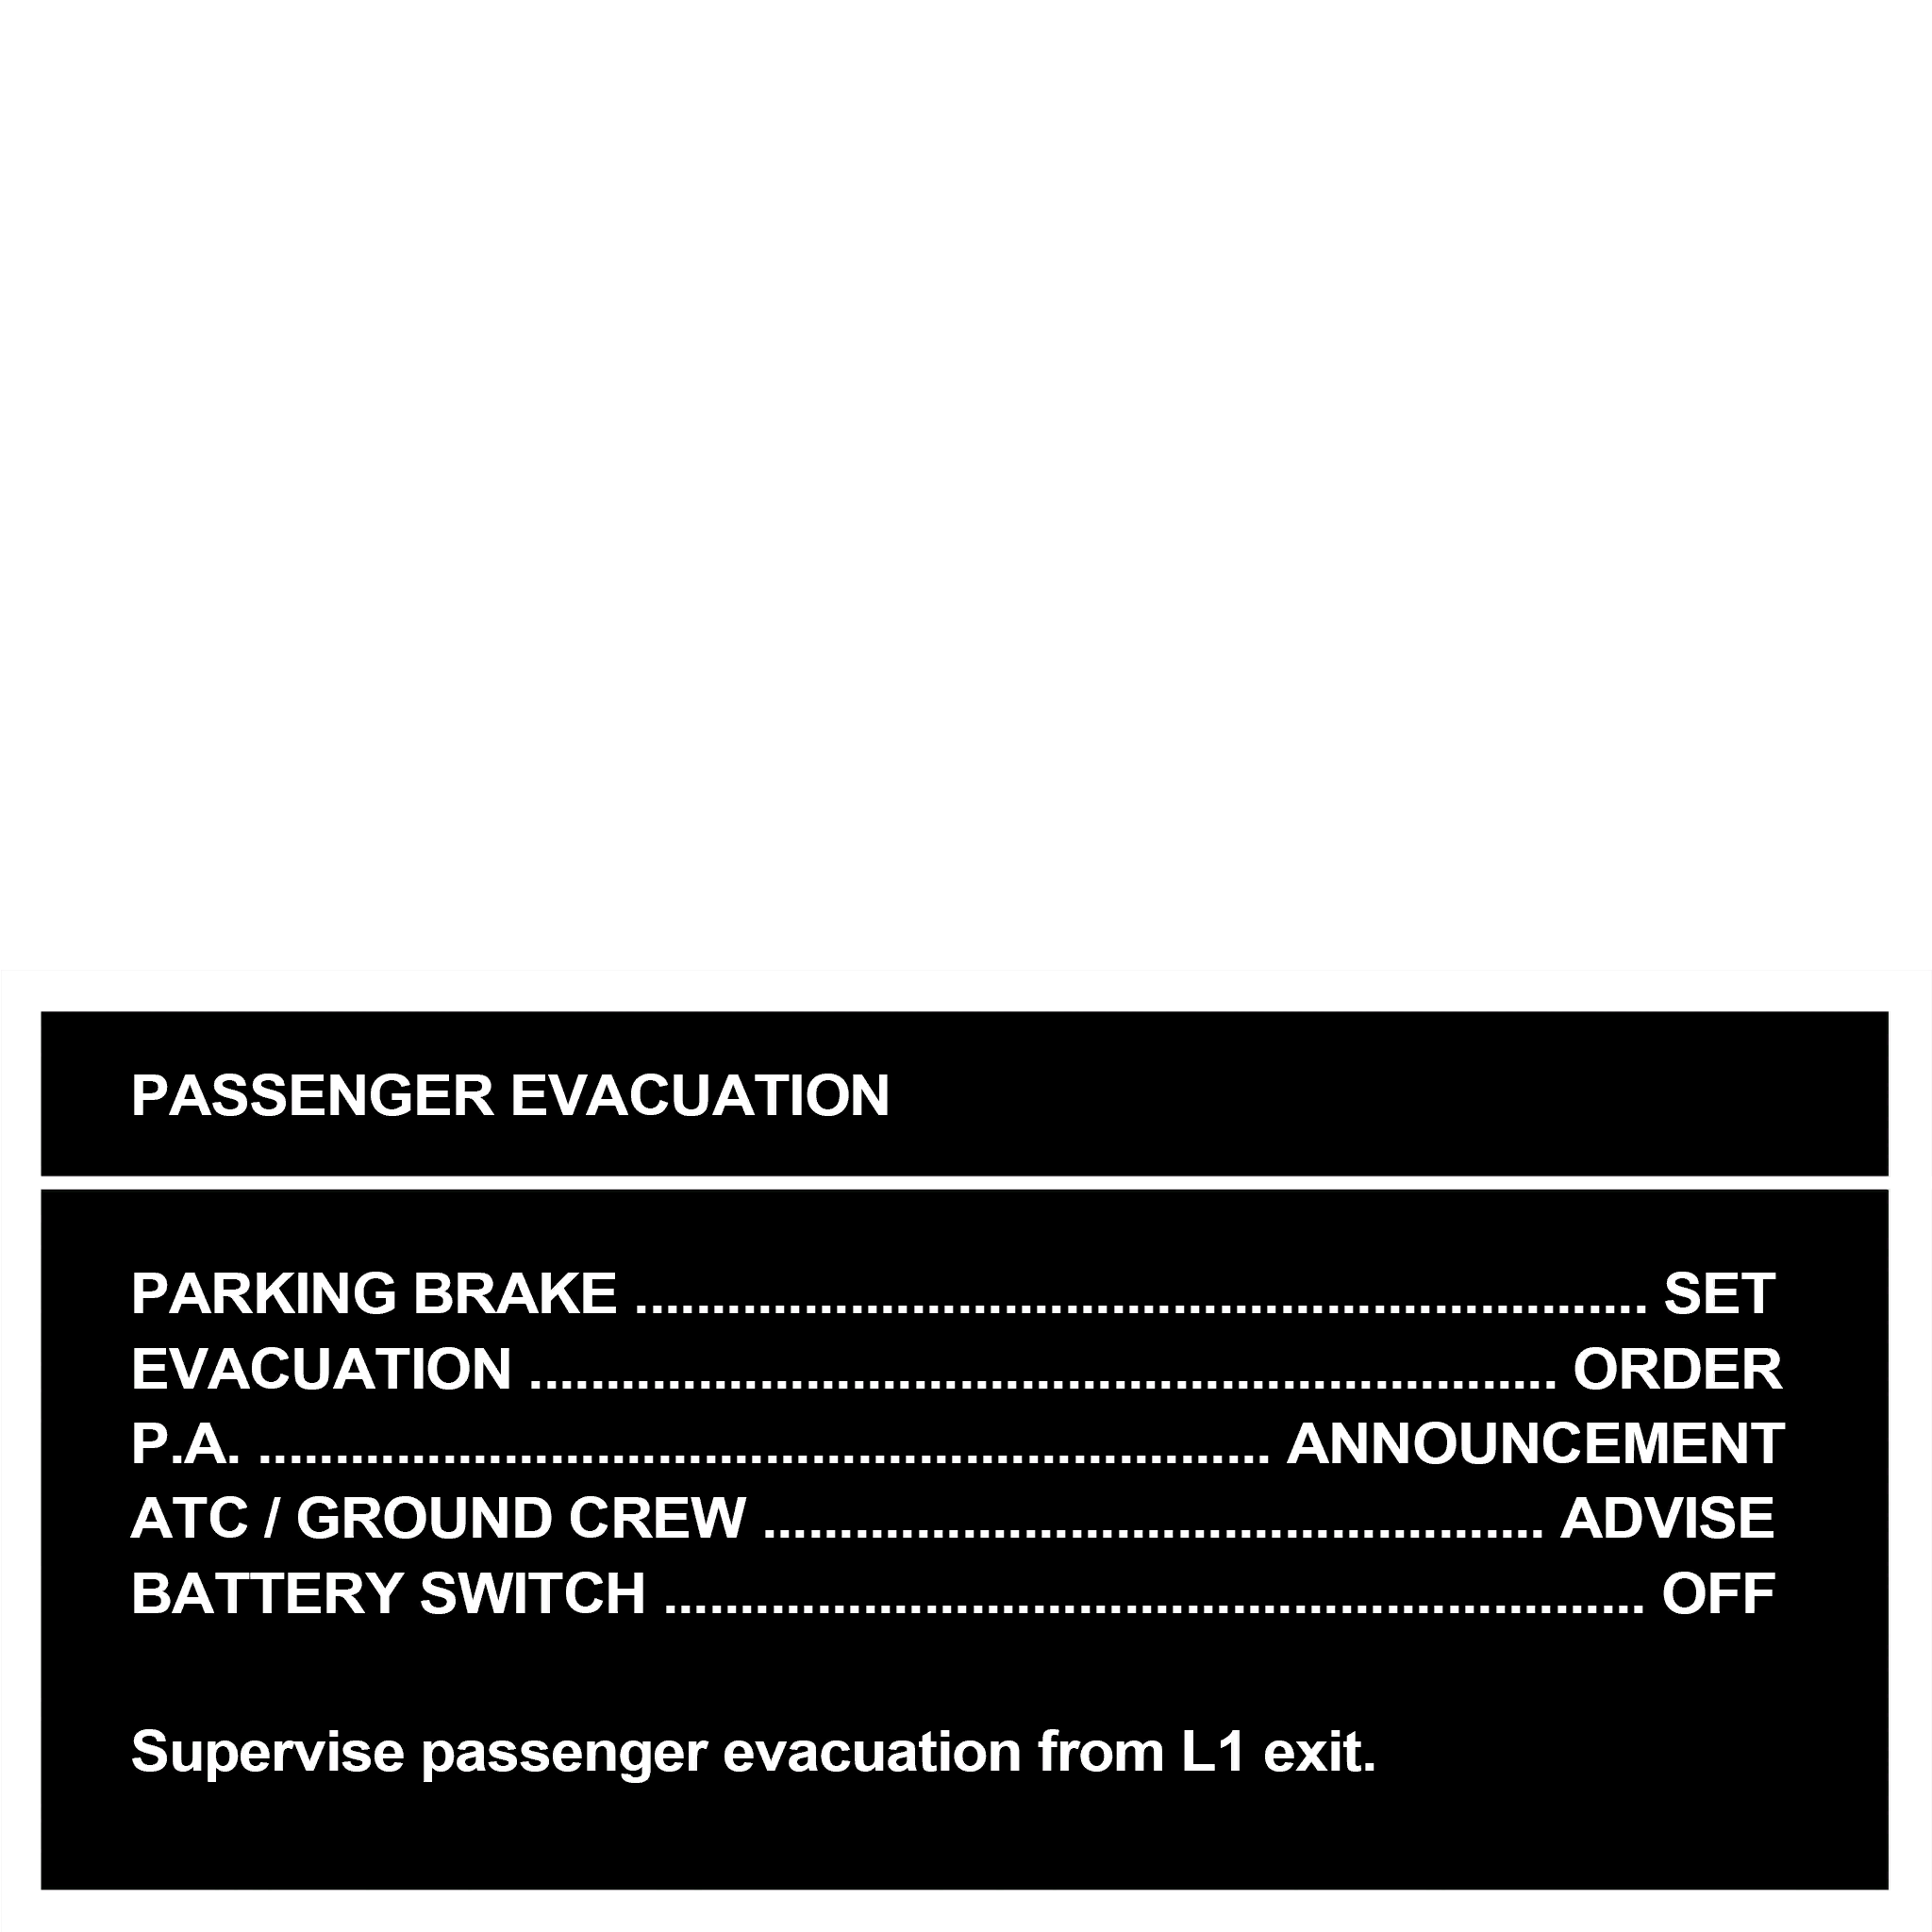 PASSENGER EVACUATION
PARKING BRAKE .................................................................. SET
EVACUATION ................................................................... ORDER
P.A. .................................................................. ANNOUNCEMENT
ATC / GROUND CREW ................................................... ADVISE
BATTERY SWITCH ................................................................ OFF
Supervise passenger evacuation from L1 exit.